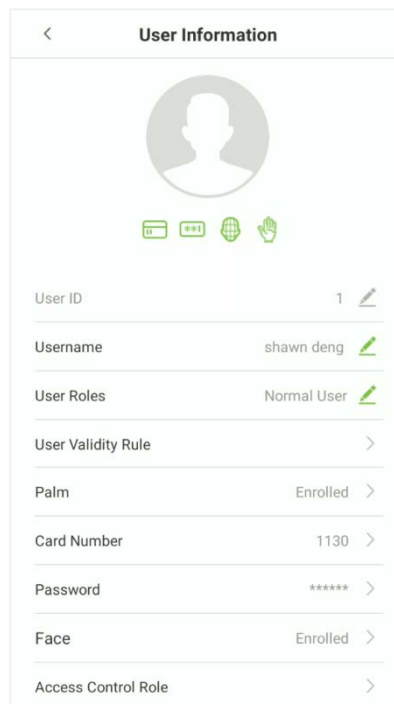 User Information
User ID 1
Username shawn deng
User Roles Normal User
User Validity Rule
Palm Enrolled
Card Number 1130
Password ******
Face Enrolled
Access Control Role